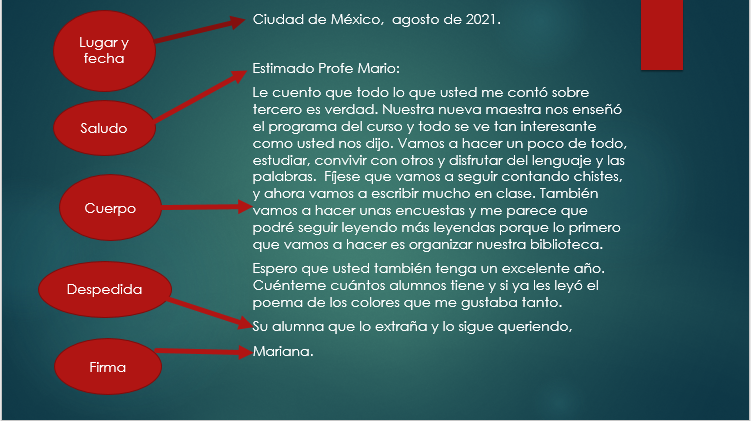 Lugar y
fecha
Ciudad de México,  agosto de 2021.
Saludo
Estimado Profe Mario:
Cuerpo
Le cuento que todo lo que usted me contó sobre
tercero es verdad. Nuestra nueva maestra nos enseñó
el programa del curso y todo se ve tan interesante
como usted nos dijo. Vamos a hacer un poco de todo,
estudiar, convivir con otros y disfrutar del lenguaje y las
palabras.  Fíjese que vamos a seguir contando chistes,
y ahora vamos a escribir mucho en clase. También
vamos a hacer unas encuestas y me parece que
podré seguir leyendo más leyendas porque lo primero
que vamos a hacer es organizar nuestra biblioteca.
Espero que usted también tenga un excelente año.
Cuénteme cuántos alumnos tiene y si ya les leyó el
poema de los colores que me gustaba tanto.
Despedida
Su alumna que lo extraña y lo sigue queriendo,
Firma
Mariana.